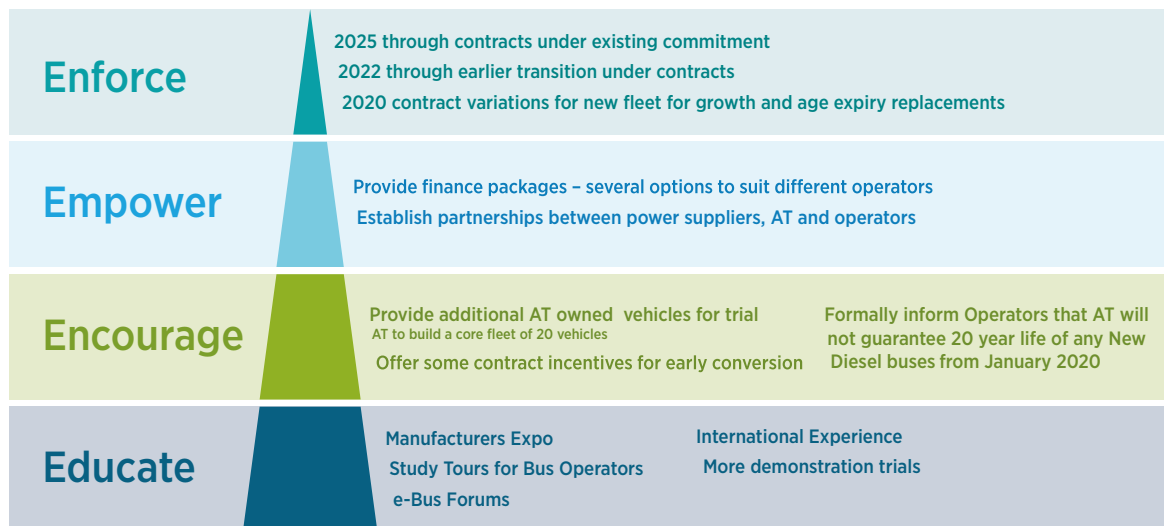 Enforce
2025 through contracts under existing commitment
2022 through earlier transition under contracts
2020 contract variations for new fleet for growth and age expiry replacements
Empower
Provide finance packages – several options to suit different operators
Establish partnerships between power suppliers, AT and operators
Encourage
Provide additional AT owned vehicles for trial
AT to build a core fleet of 20 vehicles
Offer some contract incentives for early conversion
Formally inform Operators that AT will
not guarantee 20 year life of any New
Diesel buses from January 2020
Educate
Manufacturers Expo
Study Tours for Bus Operators
e-Bus Forums
International Experience
More demonstration trials